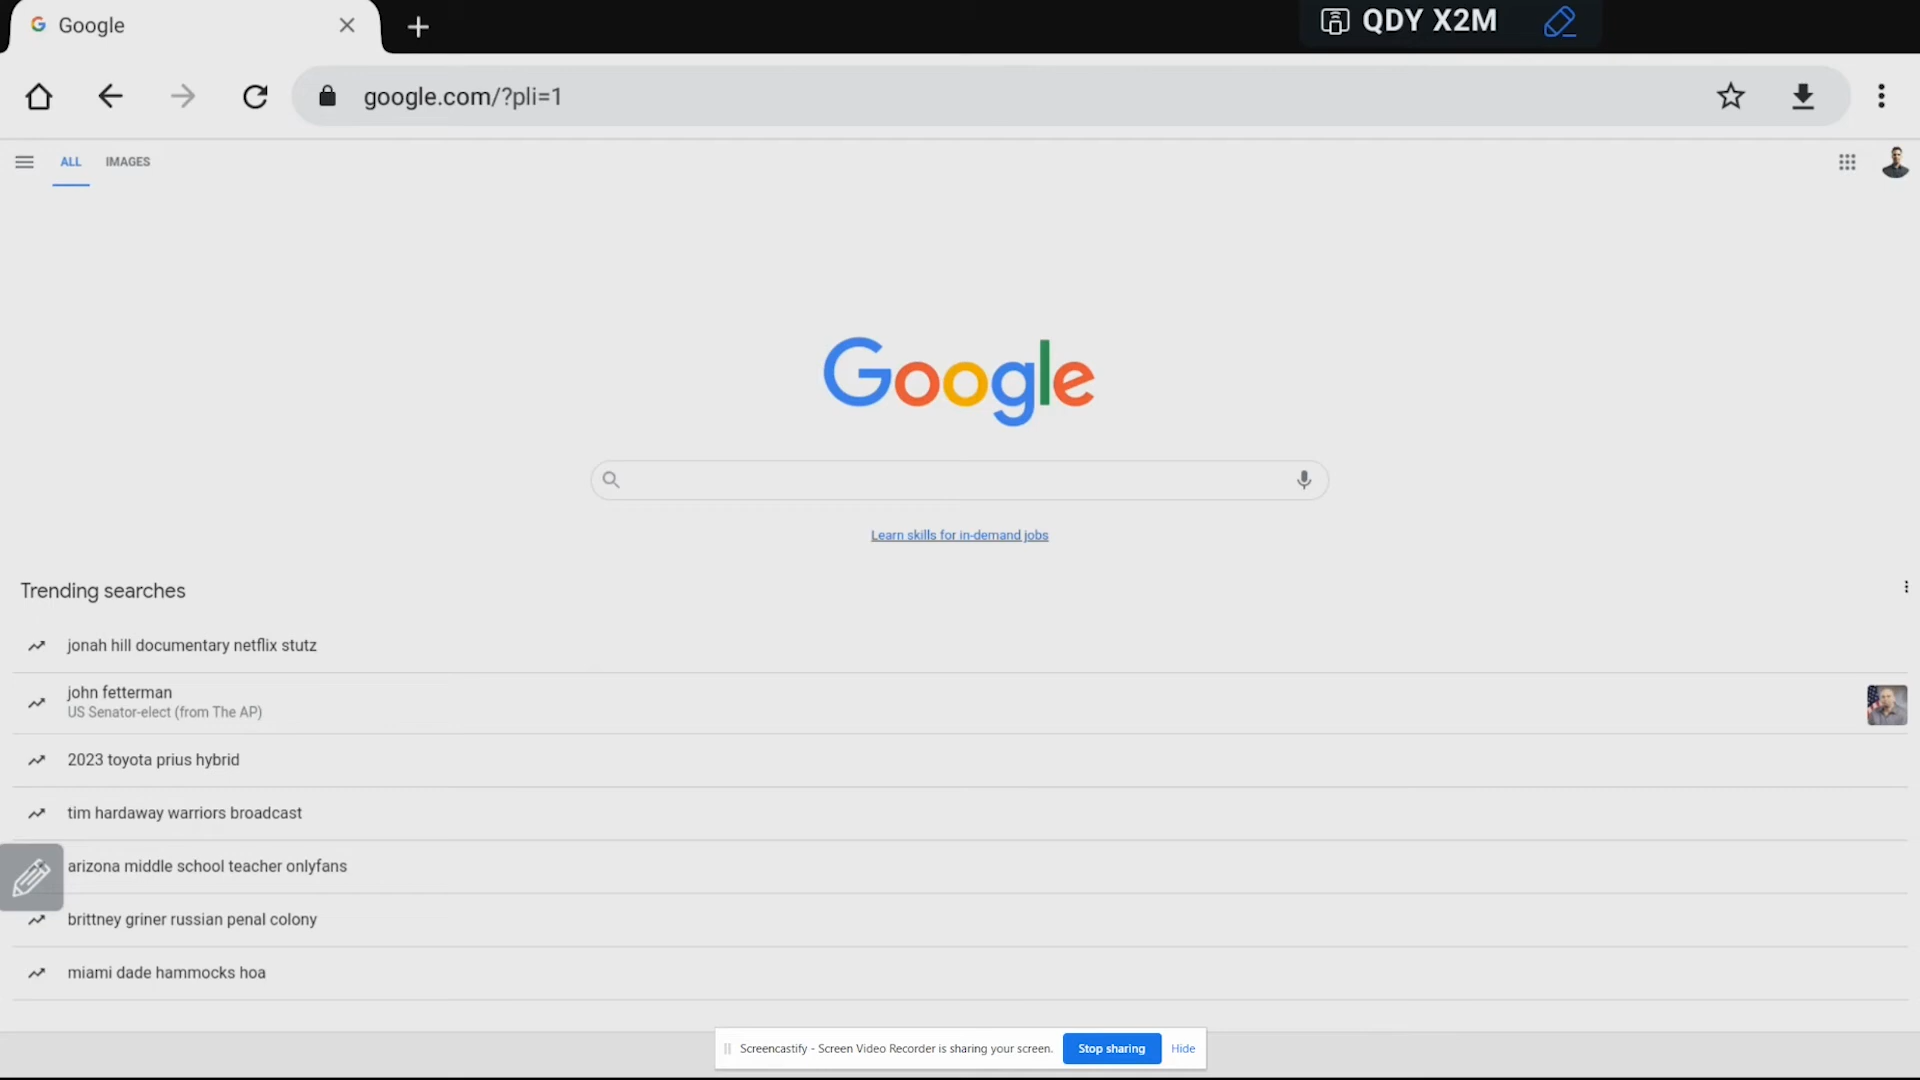 Google
QDY X2M
google.com/?pli=1
ALL IMAGES
Google
Learn skills for in-demand jobs
Trending searches
jonah hill documentary netflix stutz
john fetterman
US Senator-elect (from The AP)
2023 toyota prius hybrid
tim hardaway warriors broadcast
arizona middle school teacher onlyfans
brittney griner russian penal colony
miami dade hammocks hoa
Screencastify - Screen Video Recorder is sharing your screen. Stop sharing Hide